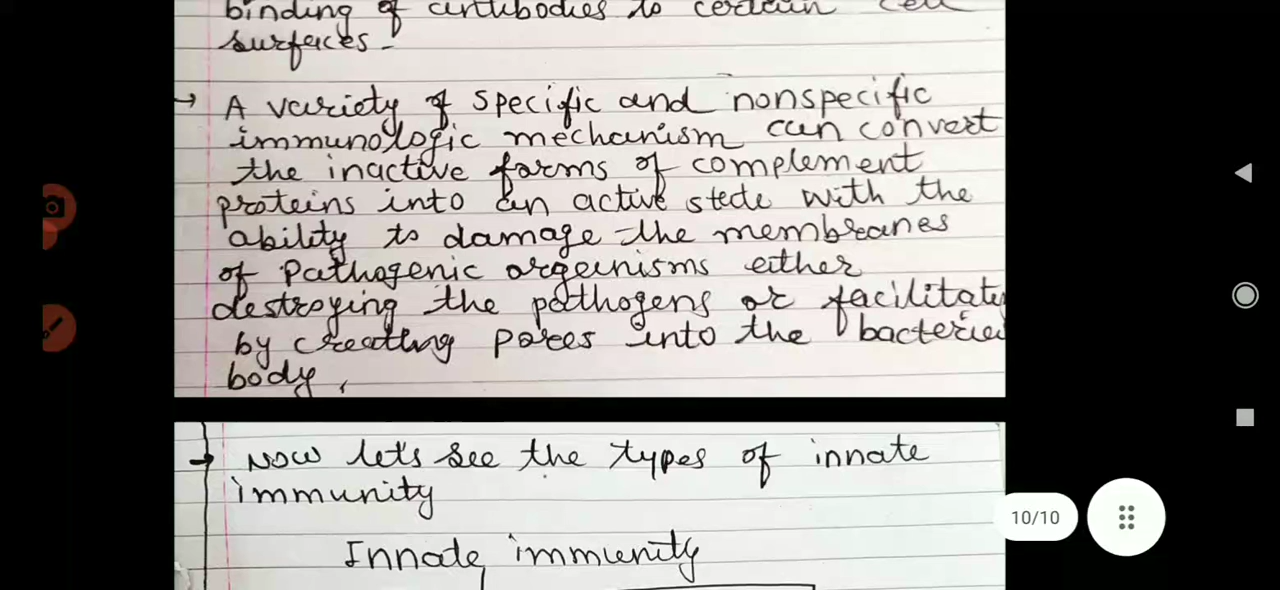 binding of antibodies to certain cell
surfaces -
→ A variety of specific and nonspecific
immunologic mechanism can convert
the inactive forms of complement
proteins into an active state with the
ability to damage the membranes
of pathogenic organisms either
destroying the pathogens or facilitate
by creating pores into the bacteria
body,
→ Now let's see the types of innate
immunity
Innate immunity
10/10